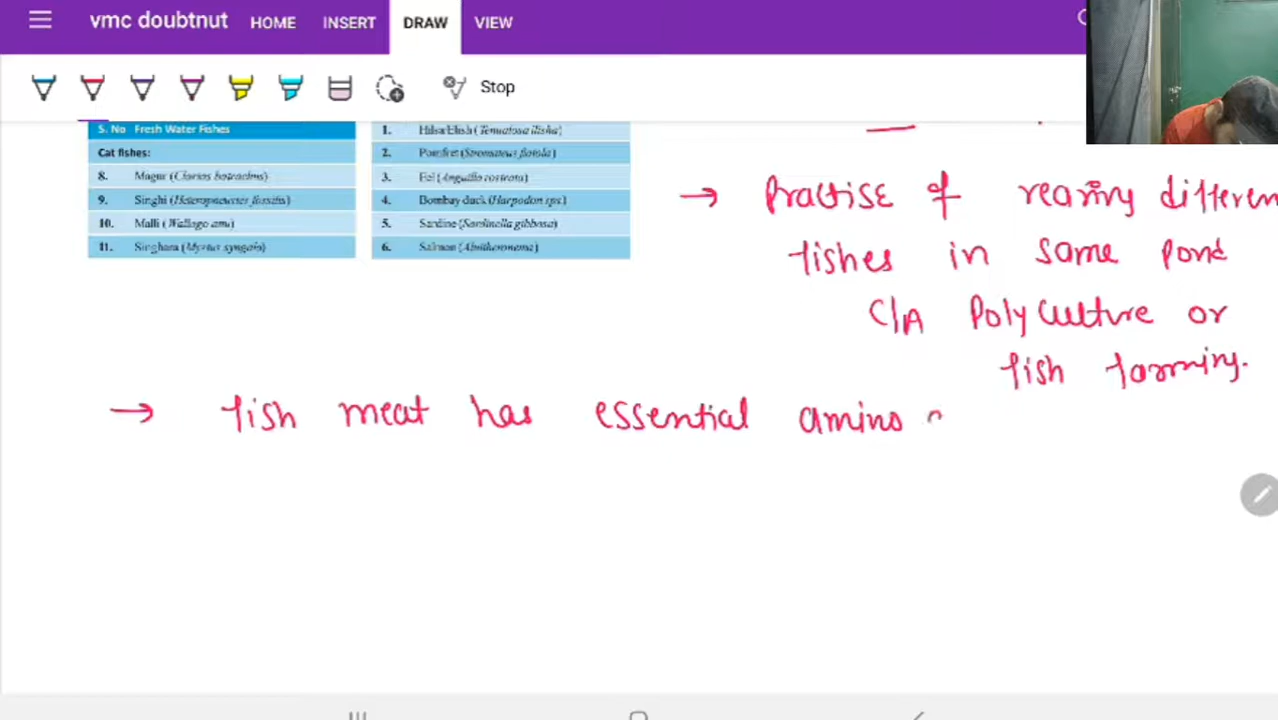 vmc doubtnut HOME INSERT DRAW VIEW
Stop
S. No Fresh Water Fishes
Cat fishes:
8. Magur (Clarias batrachus)
9. Singhi (Heteropneustes fossilis)
10. Malli (Wallago attu)
11. Singhara (Mystus syngala)
1. Hilsa/Elish (Tenualosa ilisha)
2. Pomfret (Stromateus
3. Eel (Anguilla rostrata)
4. Bombay duck (Harpodon sps)
5. Sardine (Sardinella gibbosa)
6. Salmon
→ Practise of rearing differen
fishes in same pond
C/A Polyculture or
fish farming.
→ fish meat has essential amino